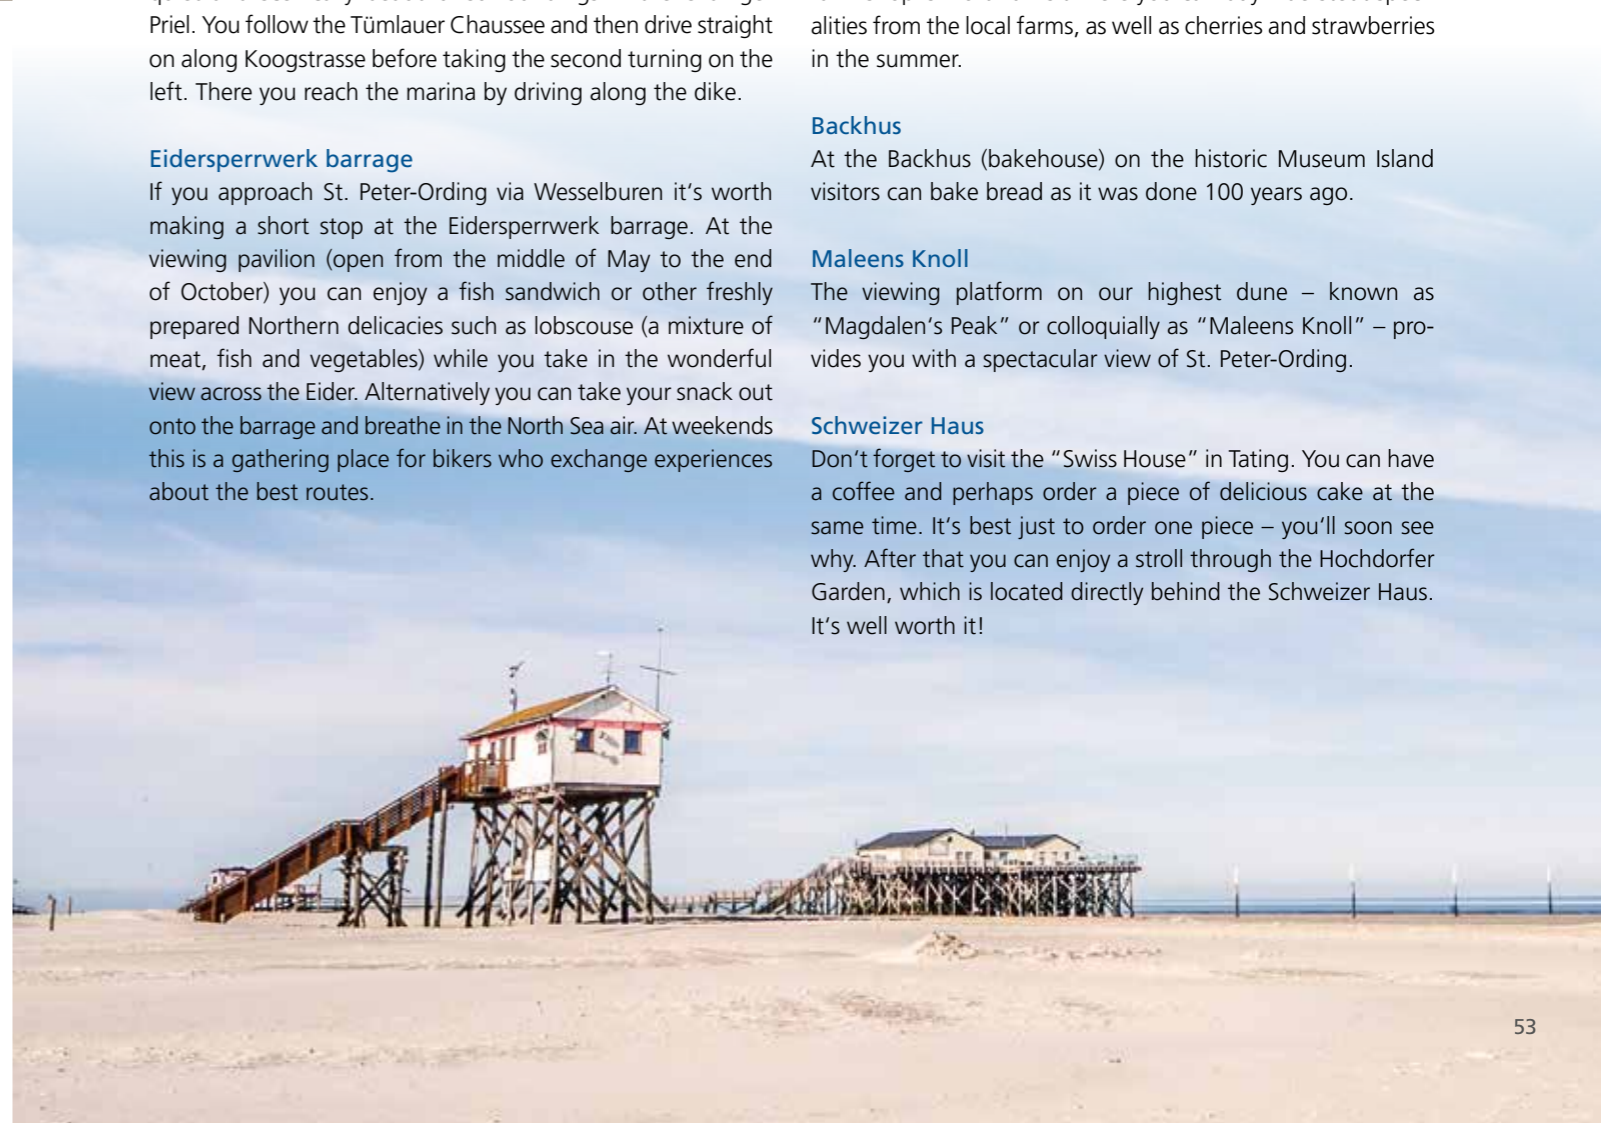 Priel. You follow the Tümlauer Chaussee and then drive straight
on along Koogstrasse before taking the second turning on the
left. There you reach the marina by driving along the dike.
Eidersperrwerk barrage
If you approach St. Peter-Ording via Wesselburen it‘s worth
making a short stop at the Eidersperrwerk barrage. At the
viewing pavilion (open from the middle of May to the end
of October) you can enjoy a fish sandwich or other freshly
prepared Northern delicacies such as lobscouse (a mixture of
meat, fish and vegetables) while you take in the wonderful
view across the Eider. Alternatively you can take your snack out
onto the barrage and breathe in the North Sea air. At weekends
this is a gathering place for bikers who exchange experiences
about the best routes.
alities from the local farms, as well as cherries and strawberries
in the summer.
Backhus
At the Backhus (bakehouse) on the historic Museum Island
visitors can bake bread as it was done 100 years ago.
Maleens Knoll
The viewing platform on our highest dune – known as
“Magdalen’s Peak” or colloquially as “Maleens Knoll” – pro-
vides you with a spectacular view of St. Peter-Ording.
Schweizer Haus
Don‘t forget to visit the “Swiss House” in Tating. You can have
a coffee and perhaps order a piece of delicious cake at the
same time. It‘s best just to order one piece – you‘ll soon see
why. After that you can enjoy a stroll through the Hochdorfer
Garden, which is located directly behind the Schweizer Haus.
It‘s well worth it!
53